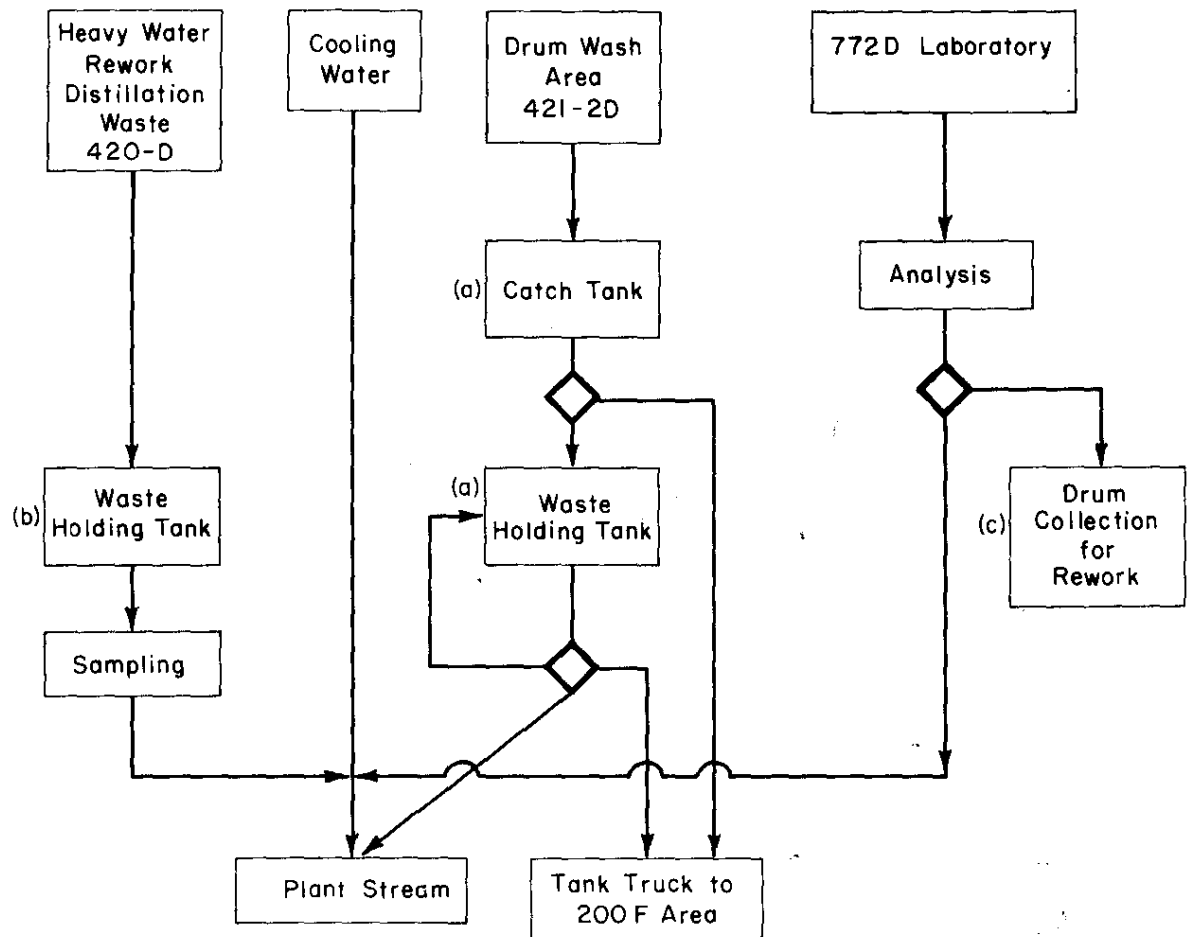 Heavy Water
Rework
Distillation
Waste
420-D
Cooling
Water
Drum Wash
Area
421-2D
772D Laboratory
(a)
Catch Tank
Analysis
(b)
Waste
Holding Tank
(a)
Waste
Holding Tank
(c)
Drum
Collection
for
Rework
Sampling
Plant Stream
Tank Truck to
200 F Area